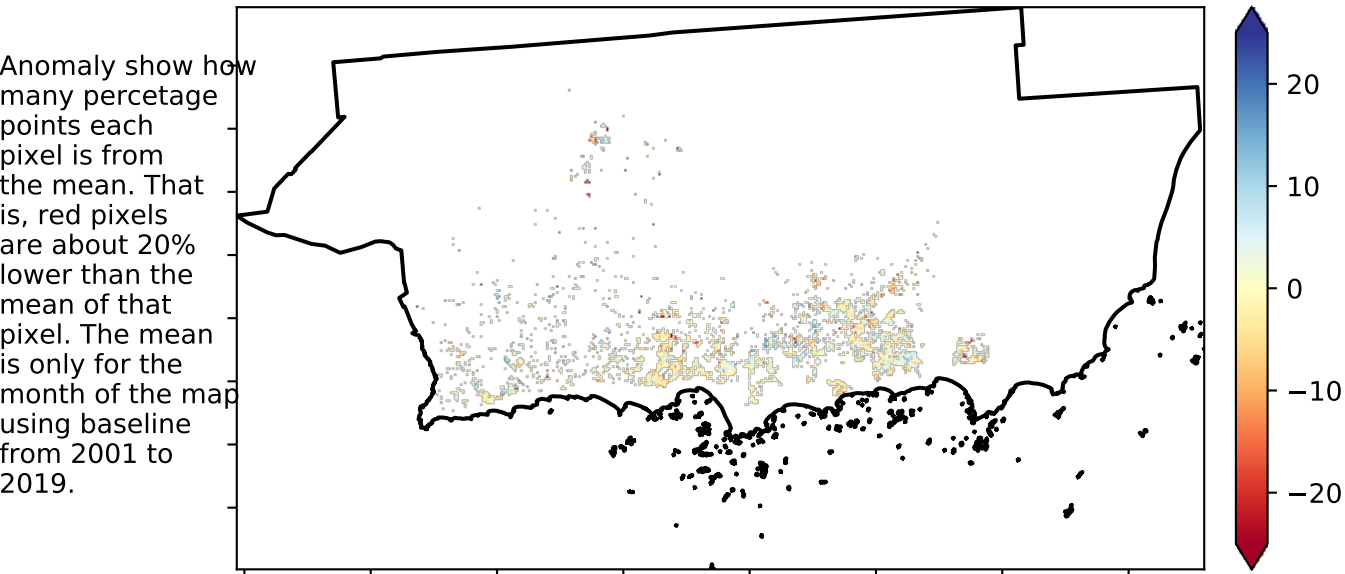 Anomaly show how
many percetage
points each
pixel is from
the mean. That
is, red pixels
are about 20%
lower than the
mean of that
pixel. The mean
is only for the
month of the map
using baseline
from 2001 to
2019.
20
10
0
−10
−20